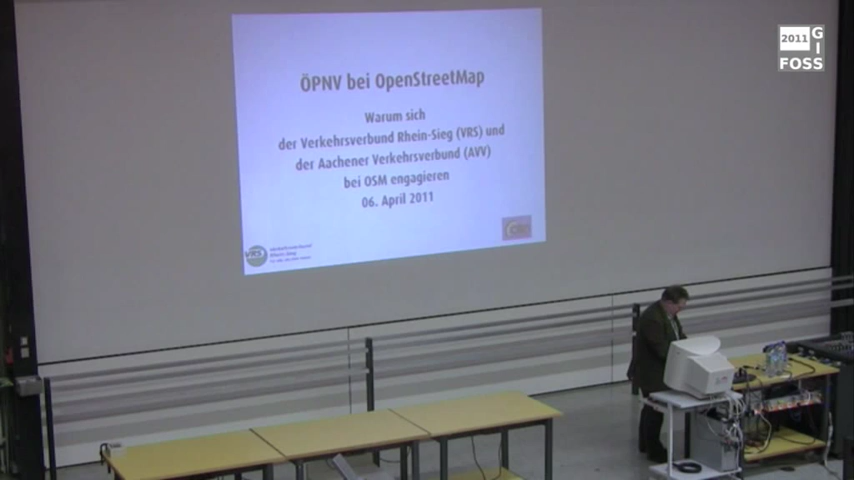 ÖPNV bei OpenStreetMap
Warum sich
der Verkehrsverbund Rhein-Sieg (VRS) und
der Aachener Verkehrsverbund (AVV)
bei OSM engagieren
06. April 2011
VRS
2011 G
I
FOSS